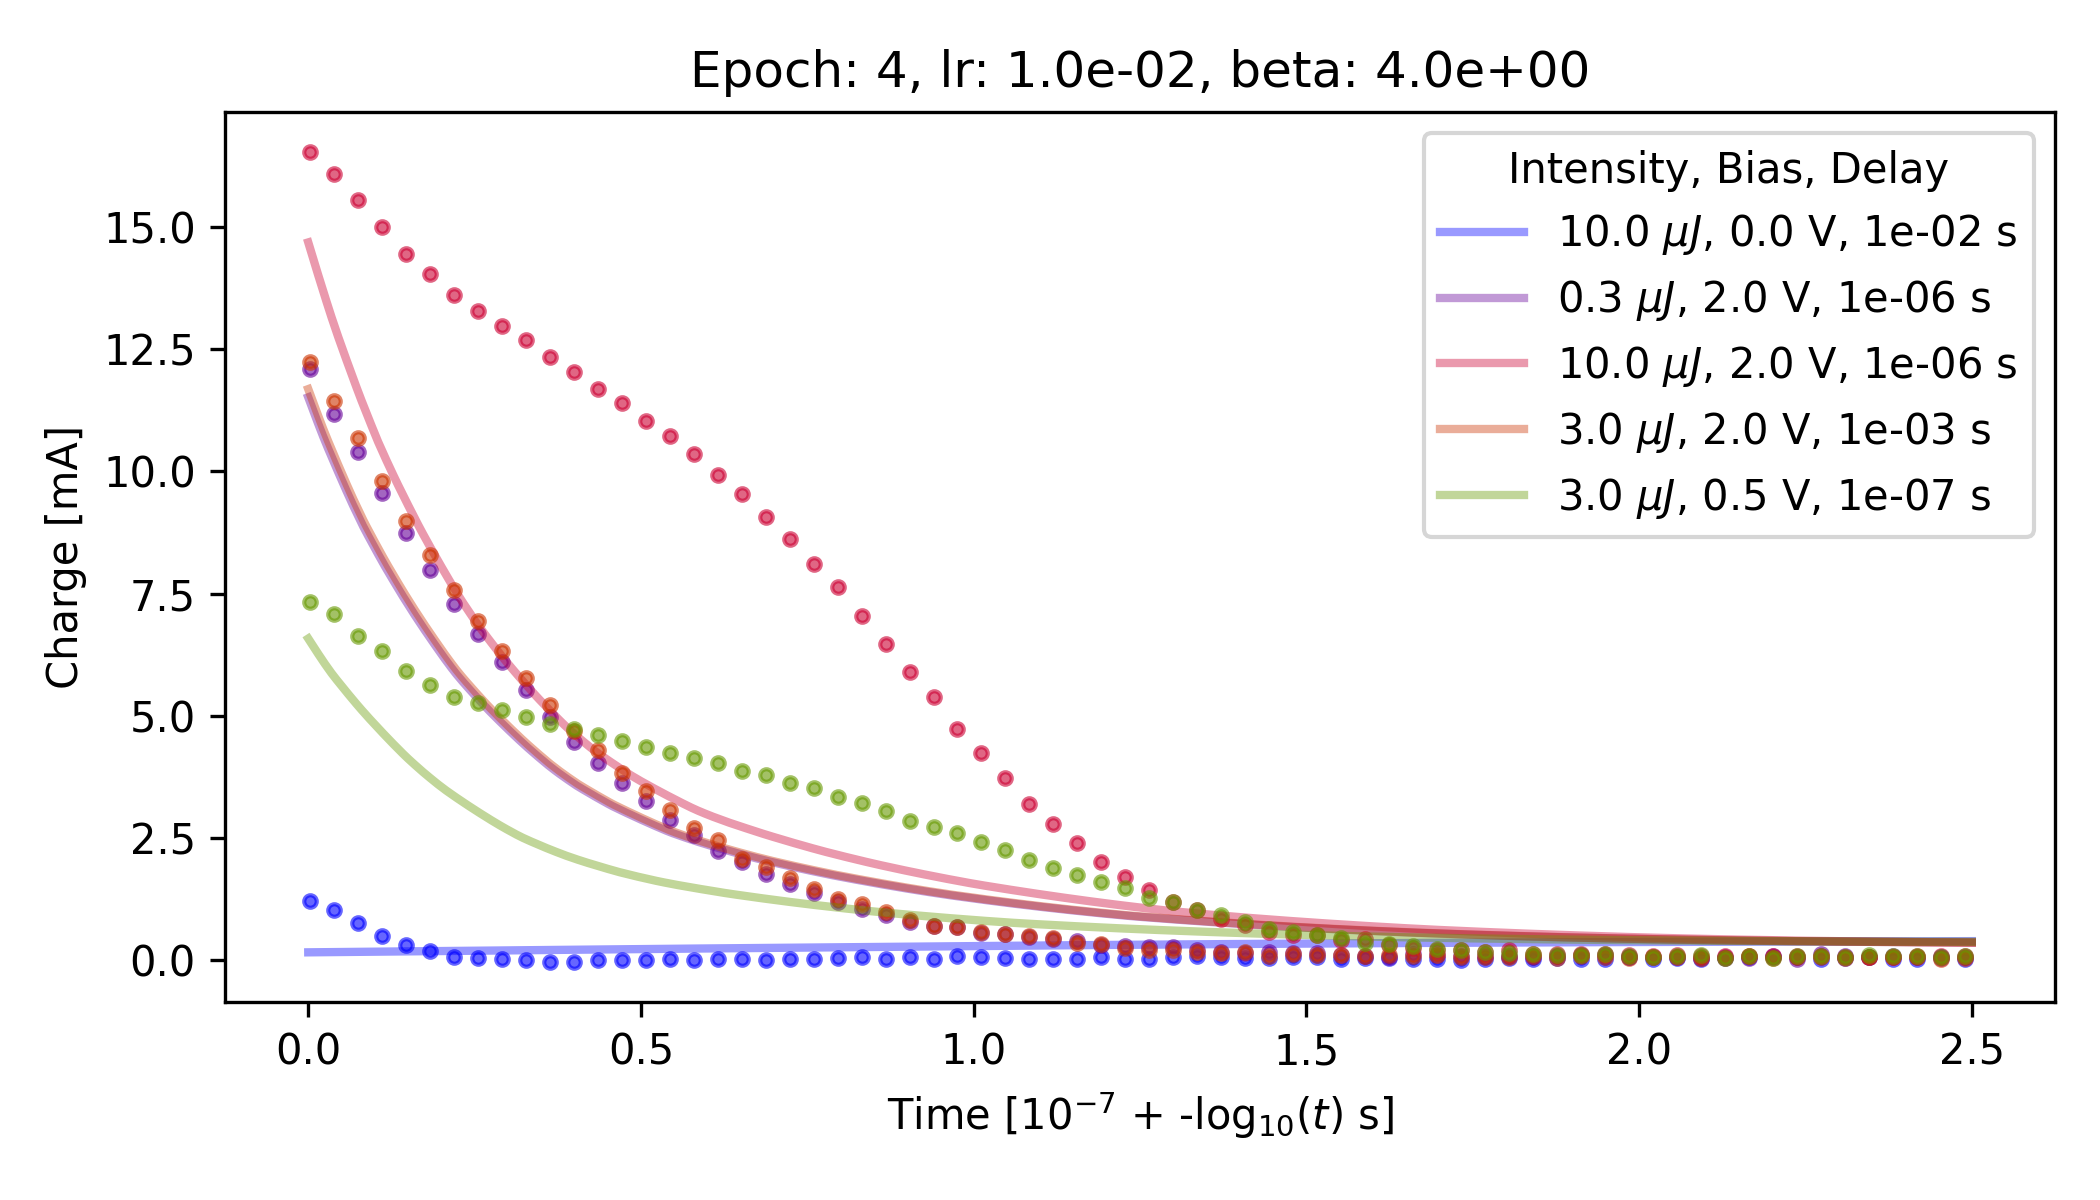 Epoch: 4, lr: 1.0e-02, beta: 4.0e+00
Charge [mA]
15.0
12.5
10.0
7.5
5.0
2.5
0.0
Intensity, Bias, Delay
10.0 μJ, 0.0 V, 1e-02 s
0.3 μJ, 2.0 V, 1e-06 s
10.0 μJ, 2.0 V, 1e-06 s
3.0 μJ, 2.0 V, 1e-03 s
3.0 μJ, 0.5 V, 1e-07 s
0.0 0.5 1.0 1.5 2.0 2.5
Time [10⁻⁷ + -log₁₀(t) s]